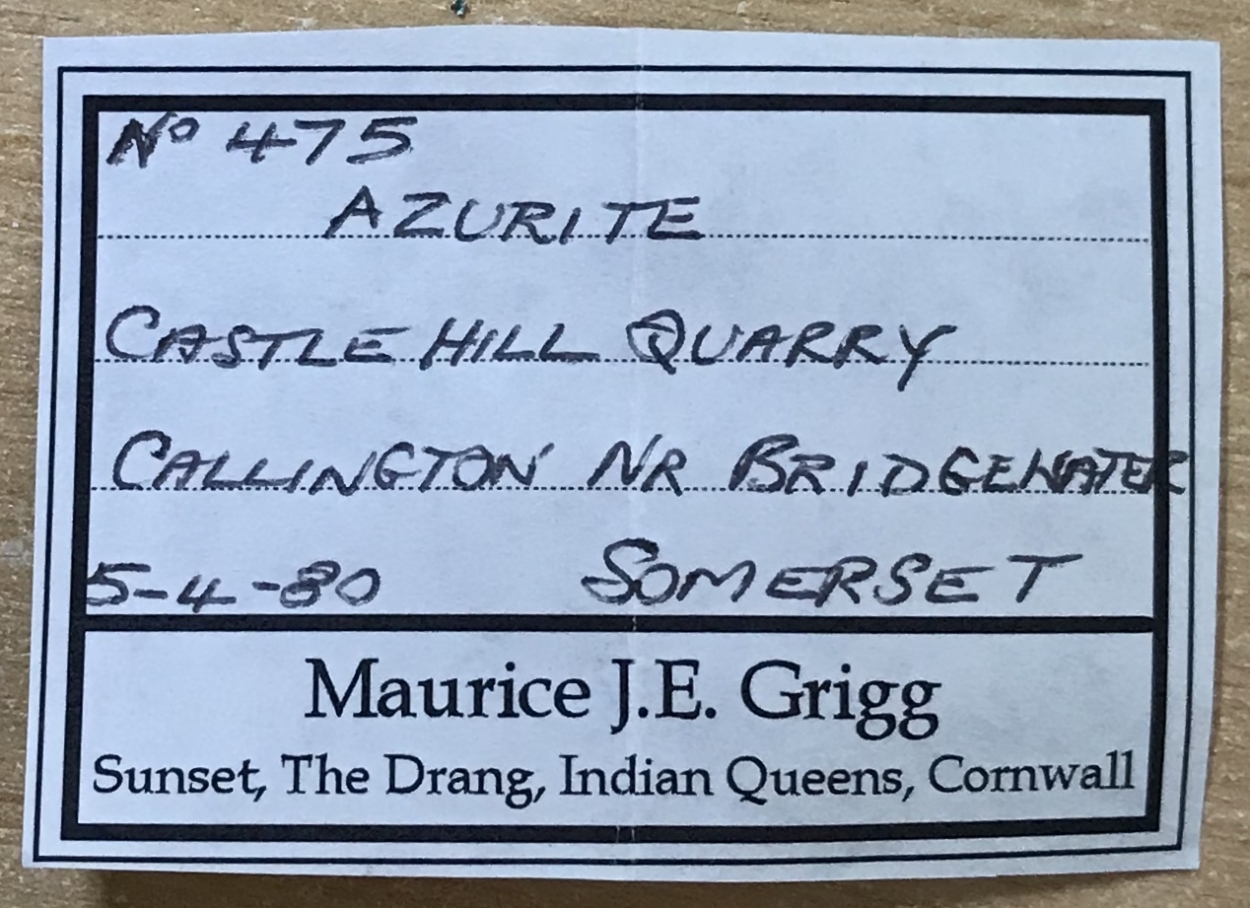 Nº 475
AZURITE
CASTLE HILL QUARRY
CALLINGTON NR BRIDGEWATER
5-4-80 SOMERSET
Maurice J.E. Grigg
Sunset, The Drang, Indian Queens, Cornwall